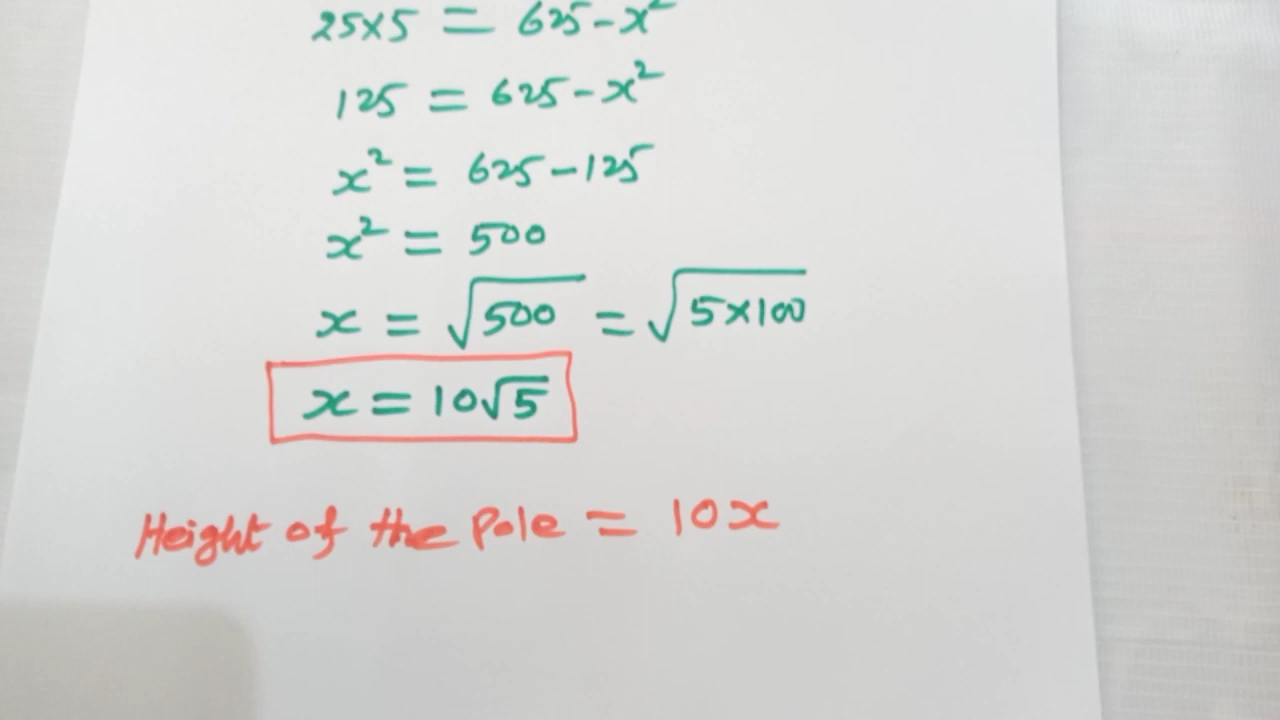 25×5 = 625-x²
125 = 625-x²
x² = 625-125
x² = 500
x = √500 = √5×100
x = 10√5
Height of the Pole = 10x